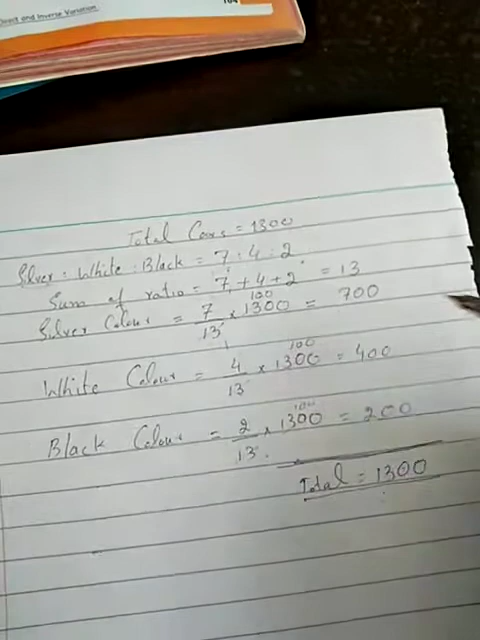 Direct and Inverse Variation
104
Total Cars = 1300
Silver : White : Black = 7 : 4 : 2
Sum of ratio = 7 + 4 + 2 = 13
Silver Colour = 7/13 × 1300 100 = 700
White Colour = 4/13 × 1300 100 = 400
Black Colour = 2/13 × 1300 100 = 200
Total = 1300